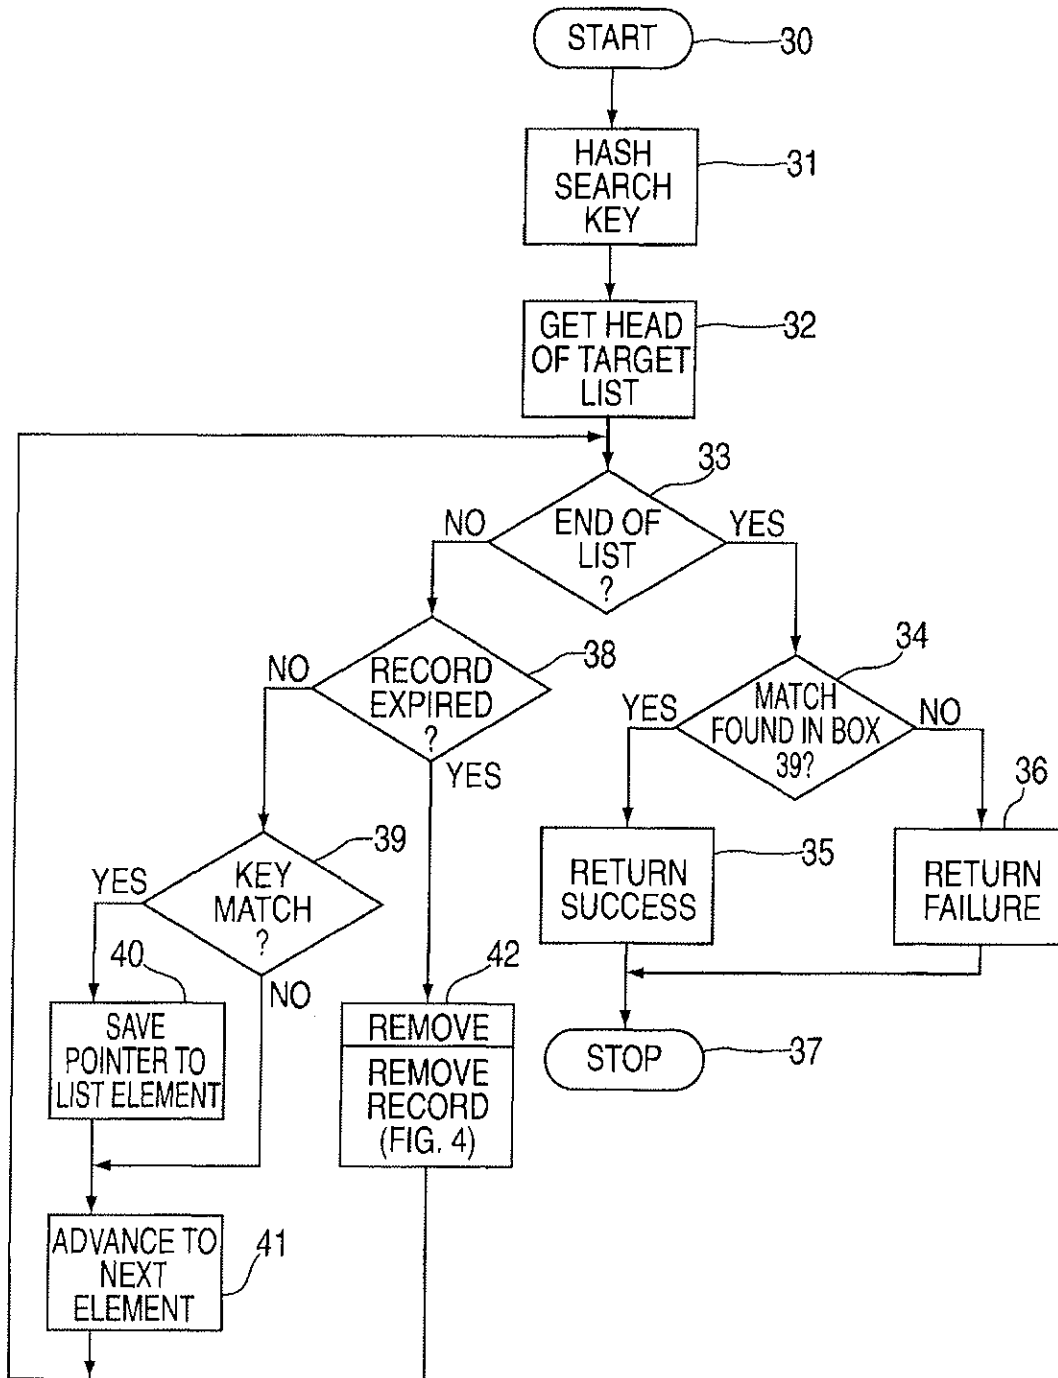 START
30
HASH
SEARCH
KEY
31
GET HEAD
OF TARGET
LIST
32
33
END OF
LIST
?
NO
YES
38
RECORD
EXPIRED
?
NO
YES
34
MATCH
FOUND IN BOX
39?
YES
NO
39
KEY
MATCH
?
YES
NO
35
RETURN
SUCCESS
36
RETURN
FAILURE
40
SAVE
POINTER TO
LIST ELEMENT
42
REMOVE
REMOVE
RECORD
(FIG. 4)
STOP
37
ADVANCE TO
NEXT
ELEMENT
41